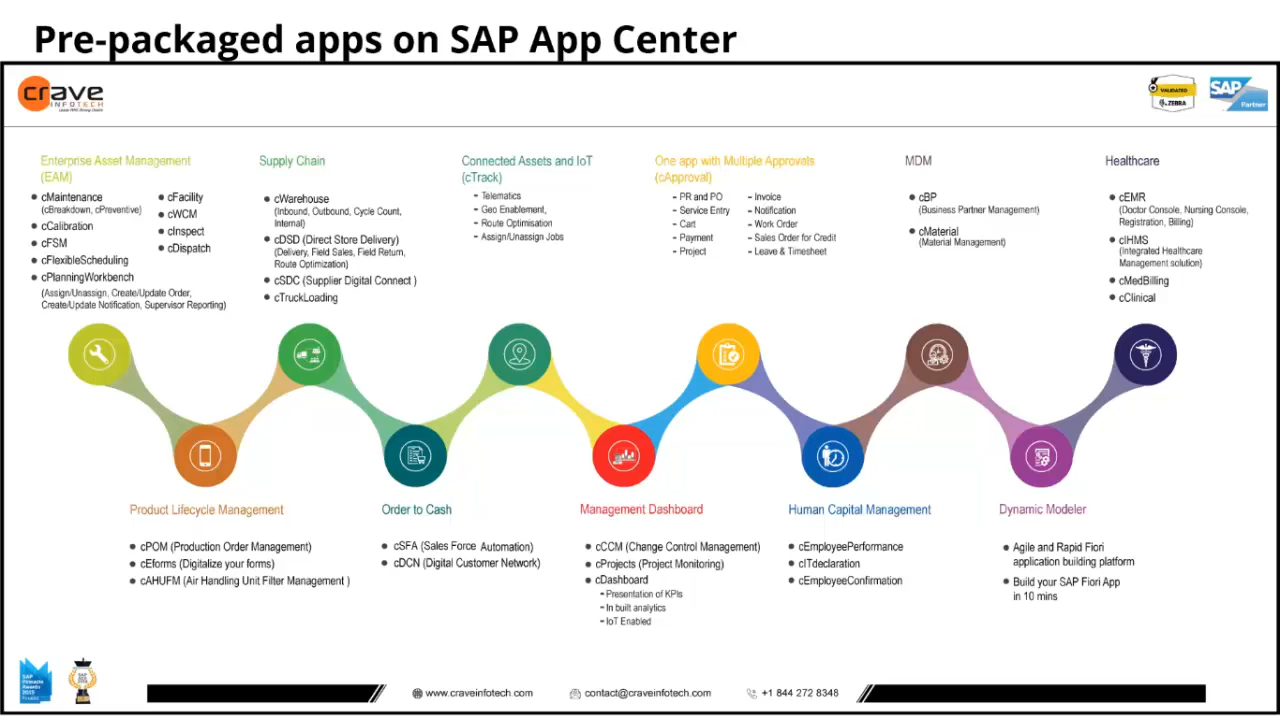 Pre-packaged apps on SAP App Center
crave
INFOTECH
VALIDATED
ZEBRA
SAP
Partner
Enterprise Asset Management
(EAM)
• cMaintenance
(cBreakdown, cPreventive)
• cCalibration
• cFSM
• cFlexibleScheduling
• cPlanningWorkbench
(Assign/Unassign, Create/Update Order,
Create/Update Notification, Supervisor Reporting)
• cFacility
• cWCM
• cInspect
• cDispatch
Supply Chain
• cWarehouse
(Inbound, Outbound, Cycle Count,
Internal)
• cDSD (Direct Store Delivery)
(Delivery, Field Sales, Field Return,
Route Optimization)
• cSDC (Supplier Digital Connect )
• cTruckLoading
Connected Assets and IoT
(cTrack)
- Telematics
- Geo Enablement,
- Route Optimisation
- Assign/Unassign Jobs
One app with Multiple Approvals
(cApproval)
- PR and PO
- Service Entry
- Cart
- Payment
- Project
- Invoice
- Notification
- Work Order
- Sales Order for Credit
- Leave & Timesheet
MDM
• cBP
(Business Partner Management)
• cMaterial
(Material Management)
Healthcare
• cEMR
(Doctor Console, Nursing Console,
Registration, Billing)
• cIHMS
(Integrated Healthcare
Management solution)
• cMedBilling
• cClinical
Product Lifecycle Management
• cPOM (Production Order Management)
• cEforms (Digitalize your forms)
• cAHUFM (Air Handling Unit Filter Management )
Order to Cash
• cSFA (Sales Force Automation)
• cDCN (Digital Customer Network)
Management Dashboard
• cCCM (Change Control Management)
• cProjects (Project Monitoring)
• cDashboard
- Presentation of KPIs
- In built analytics
- IoT Enabled
Human Capital Management
• cEmployeePerformance
• cITdeclaration
• cEmployeeConfirmation
Dynamic Modeler
• Agile and Rapid Fiori
application building platform
• Build your SAP Fiori App
in 10 mins
www.craveinfotech.com
contact@craveinfotech.com
+1 844 272 8348